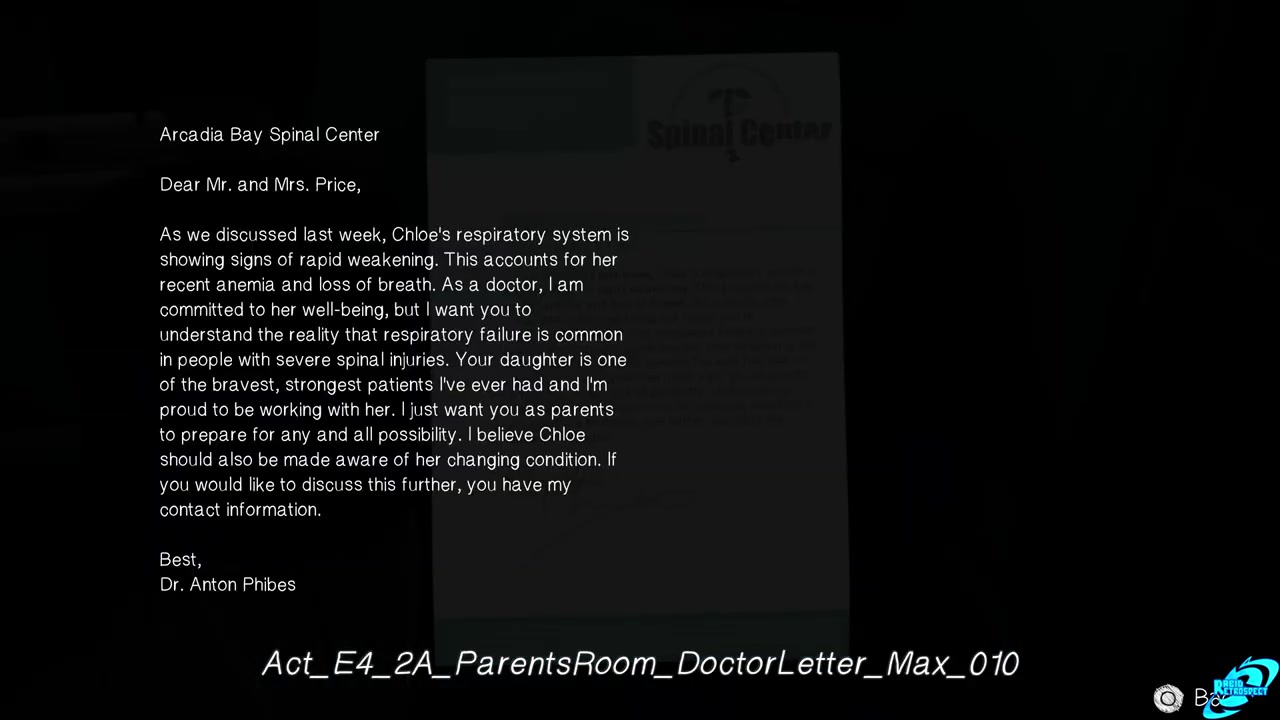 Spinal Center
Arcadia Bay Spinal Center
Dear Mr. and Mrs. Price,
As we discussed last week, Chloe's respiratory system is
showing signs of rapid weakening. This accounts for her
recent anemia and loss of breath. As a doctor, I am
committed to her well-being, but I want you to
understand the reality that respiratory failure is common
in people with severe spinal injuries. Your daughter is one
of the bravest, strongest patients I've ever had and I'm
proud to be working with her. I just want you as parents
to prepare for any and all possibility. I believe Chloe
should also be made aware of her changing condition. If
you would like to discuss this further, you have my
contact information.
Best,
Dr. Anton Phibes
Act_E4_2A_ParentsRoom_DoctorLetter_Max_010
RETROSPECT